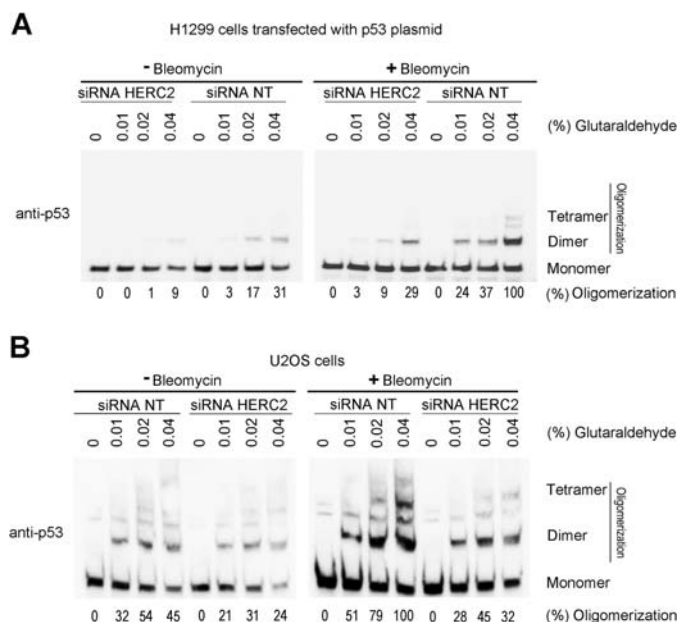 A
H1299 cells transfected with p53 plasmid
- Bleomycin + Bleomycin
siRNA HERC2 siRNA NT siRNA HERC2 siRNA NT
0 0.01 0.02 0.04 0 0.01 0.02 0.04 0 0.01 0.02 0.04 0 0.01 0.02 0.04 (%) Glutaraldehyde
anti-p53
Tetramer
Dimer
Oligomerization
Monomer
0 0 1 9 0 3 17 31 0 3 9 29 0 24 37 100 (%) Oligomerization
B
U2OS cells
- Bleomycin + Bleomycin
siRNA NT siRNA HERC2 siRNA NT siRNA HERC2
0 0.01 0.02 0.04 0 0.01 0.02 0.04 0 0.01 0.02 0.04 0 0.01 0.02 0.04 (%) Glutaraldehyde
anti-p53
Tetramer
Dimer
Oligomerization
Monomer
0 32 54 45 0 21 31 24 0 51 79 100 0 28 45 32 (%) Oligomerization